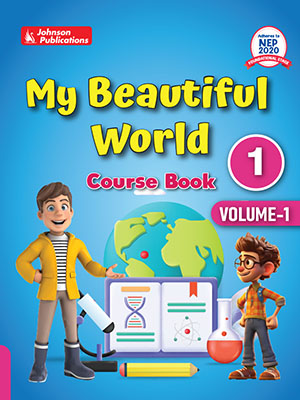 Johnson
Publications
Adheres to
NEP
2020
FOUNDATIONAL STAGE
My Beautiful
World
1
Course Book
VOLUME-1